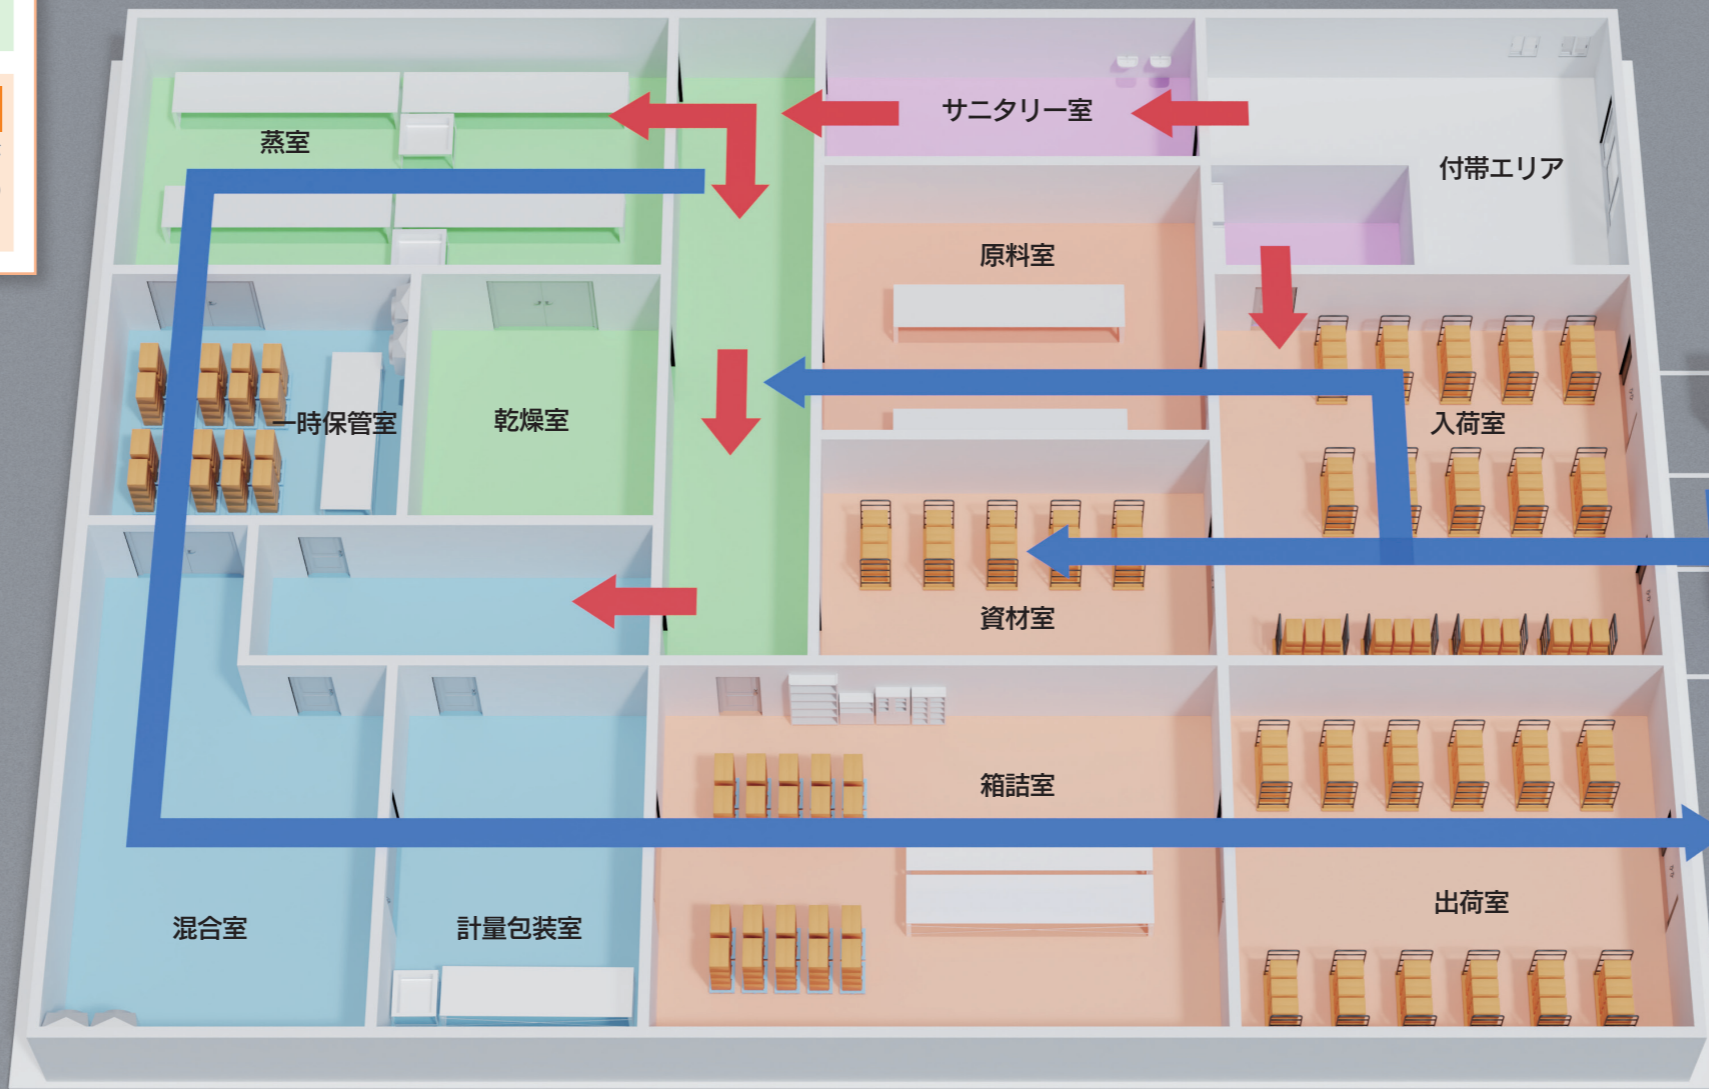 サニタリー室
蒸室
付帯エリア
原料室
一時保管室
乾燥室
入荷室
資材室
箱詰室
混合室
計量包装室
出荷室